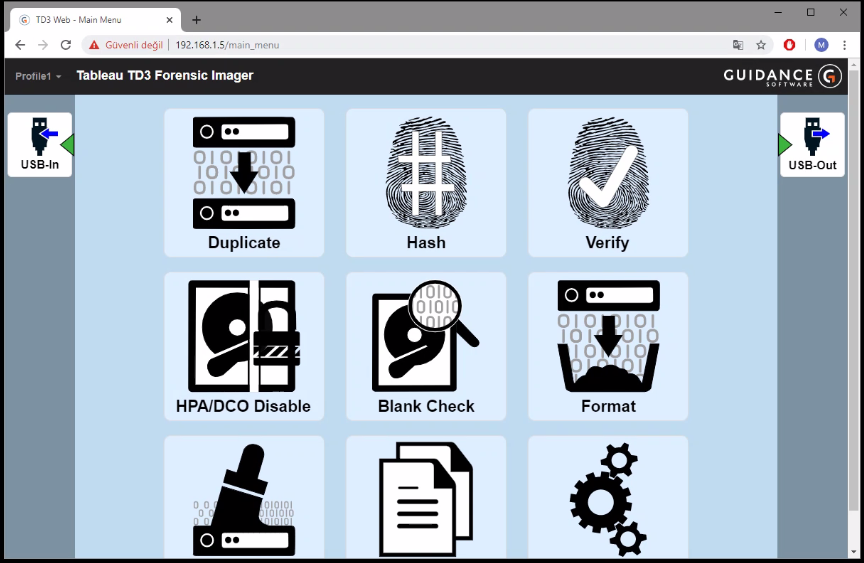 TD3 Web - Main Menu
Güvenli değil
192.168.1.5/main_menu
M
Profile1
Tableau TD3 Forensic Imager
GUIDANCE
SOFTWARE
USB-In
USB-Out
Duplicate
Hash
Verify
HPA/DCO Disable
Blank Check
Format